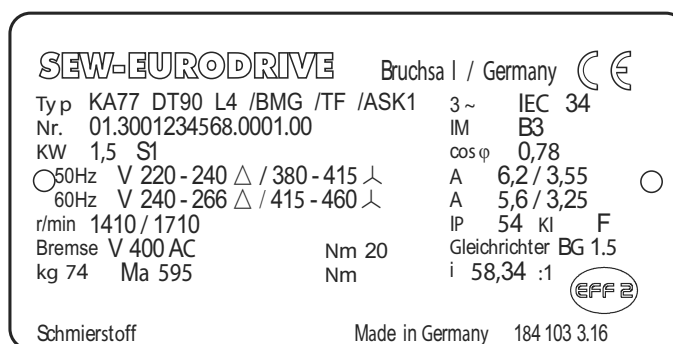 SEW-EURODRIVE Bruchsal / Germany CE
Typ KA77 DT90 L4 /BMG /TF /ASK1 3~ IEC 34
Nr. 01.3001234568.0001.00 IM B3
KW 1,5 S1 cos φ 0,78
50Hz V 220-240 △ / 380-415 ⅄ A 6,2 / 3,55
60Hz V 240-266 △ / 415-460 ⅄ A 5,6 / 3,25
r/min 1410 / 1710 IP 54 Kl F
Bremse V 400 AC Nm 20 Gleichrichter BG 1.5
kg 74 Ma 595 Nm i 58,34 :1
EFF 2
Schmierstoff Made in Germany 184 103 3.16